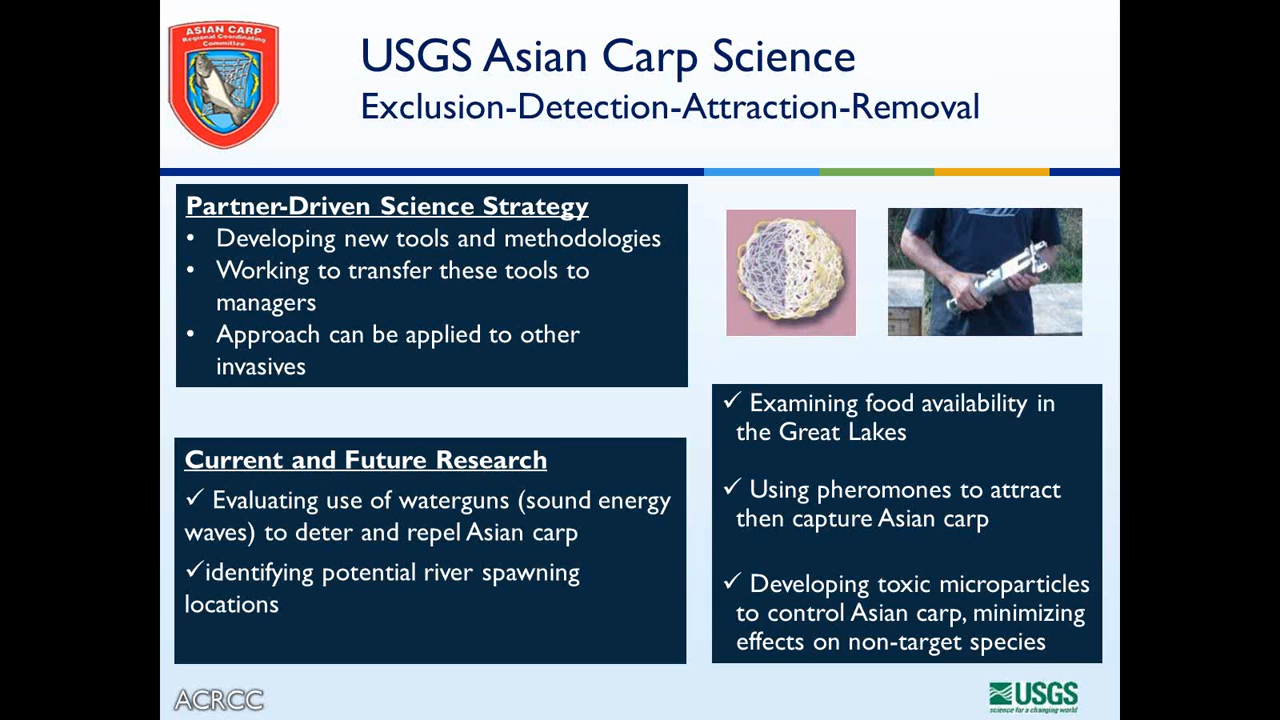 ASIAN CARP
Regional Coordinating
Committee
USGS Asian Carp Science
Exclusion-Detection-Attraction-Removal
Partner-Driven Science Strategy
• Developing new tools and methodologies
• Working to transfer these tools to
managers
• Approach can be applied to other
invasives
Current and Future Research
✓ Evaluating use of waterguns (sound energy
waves) to deter and repel Asian carp
✓identifying potential river spawning
locations
✓ Examining food availability in
the Great Lakes
✓ Using pheromones to attract
then capture Asian carp
✓ Developing toxic microparticles
to control Asian carp, minimizing
effects on non-target species
ACRCC
USGS
science for a changing world